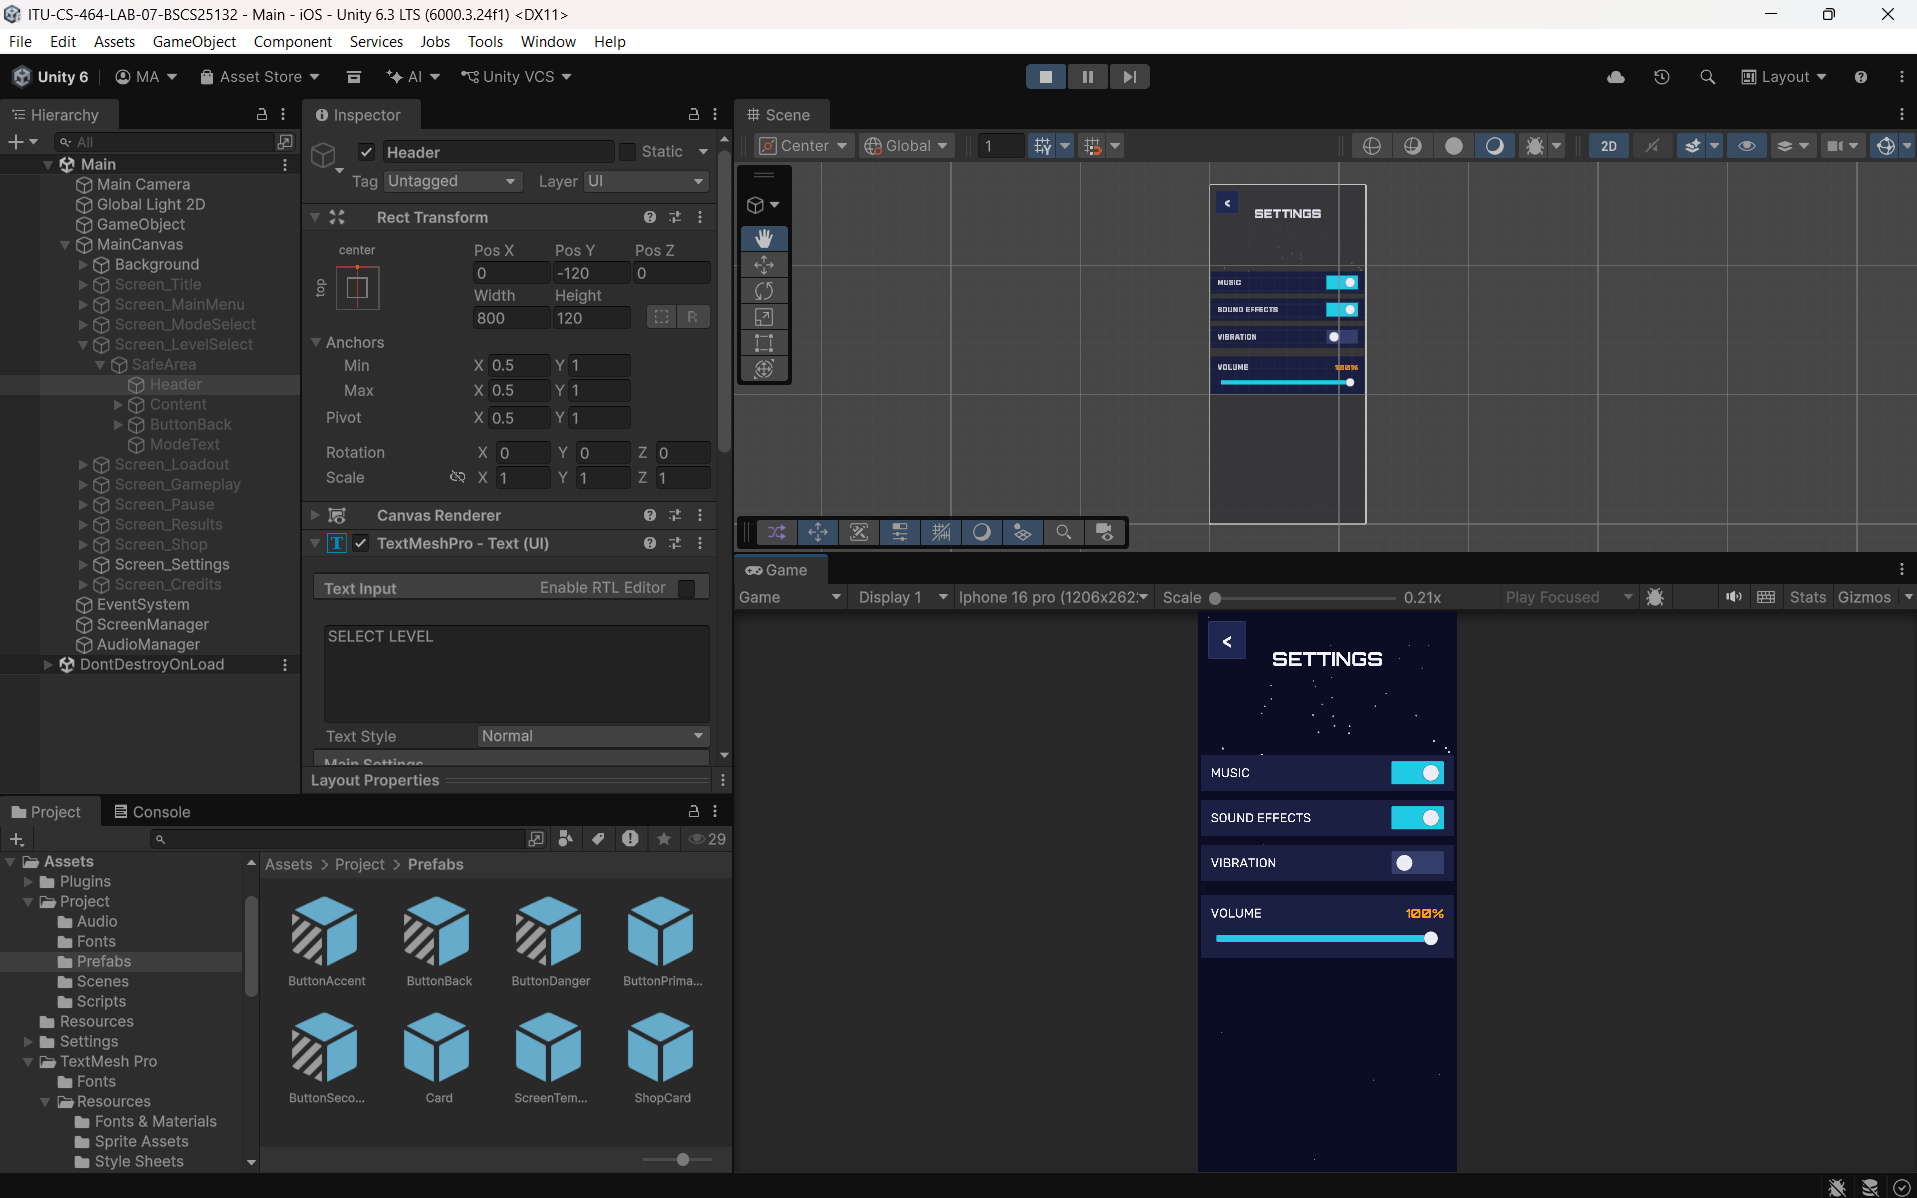 ITU-CS-464-LAB-07-BSCS25132 - Main - iOS - Unity 6.3 LTS (6000.3.24f1) <DX11>
File Edit Assets GameObject Component Services Jobs Tools Window Help
Unity 6 MA Asset Store AI Unity VCS Layout
Hierarchy
All
Main
Main Camera
Global Light 2D
GameObject
MainCanvas
Background
Screen_Title
Screen_MainMenu
Screen_ModeSelect
Screen_LevelSelect
SafeArea
Header
Content
ButtonBack
ModeText
Screen_Loadout
Screen_Gameplay
Screen_Pause
Screen_Results
Screen_Shop
Screen_Settings
Screen_Credits
EventSystem
ScreenManager
AudioManager
DontDestroyOnLoad
Inspector
Header Static
Tag Untagged Layer UI
Rect Transform
center
top
Pos X Pos Y Pos Z
0 -120 0
Width Height
800 120
R
Anchors
Min X 0.5 Y 1
Max X 0.5 Y 1
Pivot X 0.5 Y 1
Rotation X 0 Y 0 Z 0
Scale X 1 Y 1 Z 1
Canvas Renderer
TextMeshPro - Text (UI)
Text Input Enable RTL Editor
SELECT LEVEL
Text Style Normal
Main Settings
Layout Properties
Scene
Center Global 1 2D
<
SETTINGS
MUSIC
SOUND EFFECTS
VIBRATION
VOLUME 100%
Game
Game Display 1 Iphone 16 pro (1206x262: Scale 0.21x Play Focused Stats Gizmos
<
SETTINGS
MUSIC
SOUND EFFECTS
VIBRATION
VOLUME 100%
Project Console
29
Assets
Plugins
Project
Audio
Fonts
Prefabs
Scenes
Scripts
Resources
Settings
TextMesh Pro
Fonts
Resources
Fonts & Materials
Sprite Assets
Style Sheets
Assets > Project > Prefabs
ButtonAccent ButtonBack ButtonDanger ButtonPrima...
ButtonSeco... Card ScreenTem... ShopCard